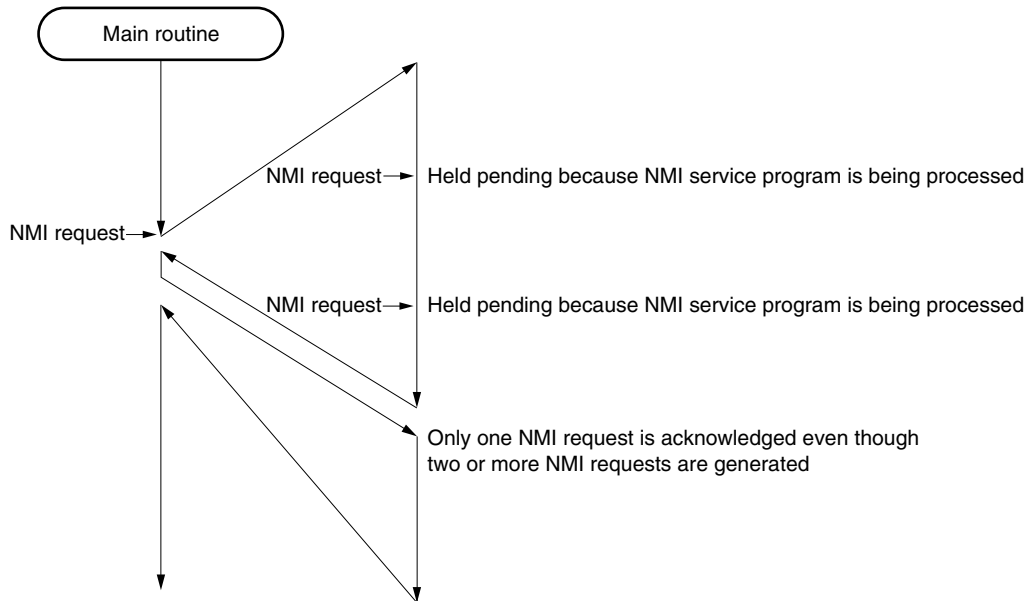 Main routine
NMI request
Held pending because NMI service program is being processed
NMI request
NMI request
Held pending because NMI service program is being processed
Only one NMI request is acknowledged even though
two or more NMI requests are generated